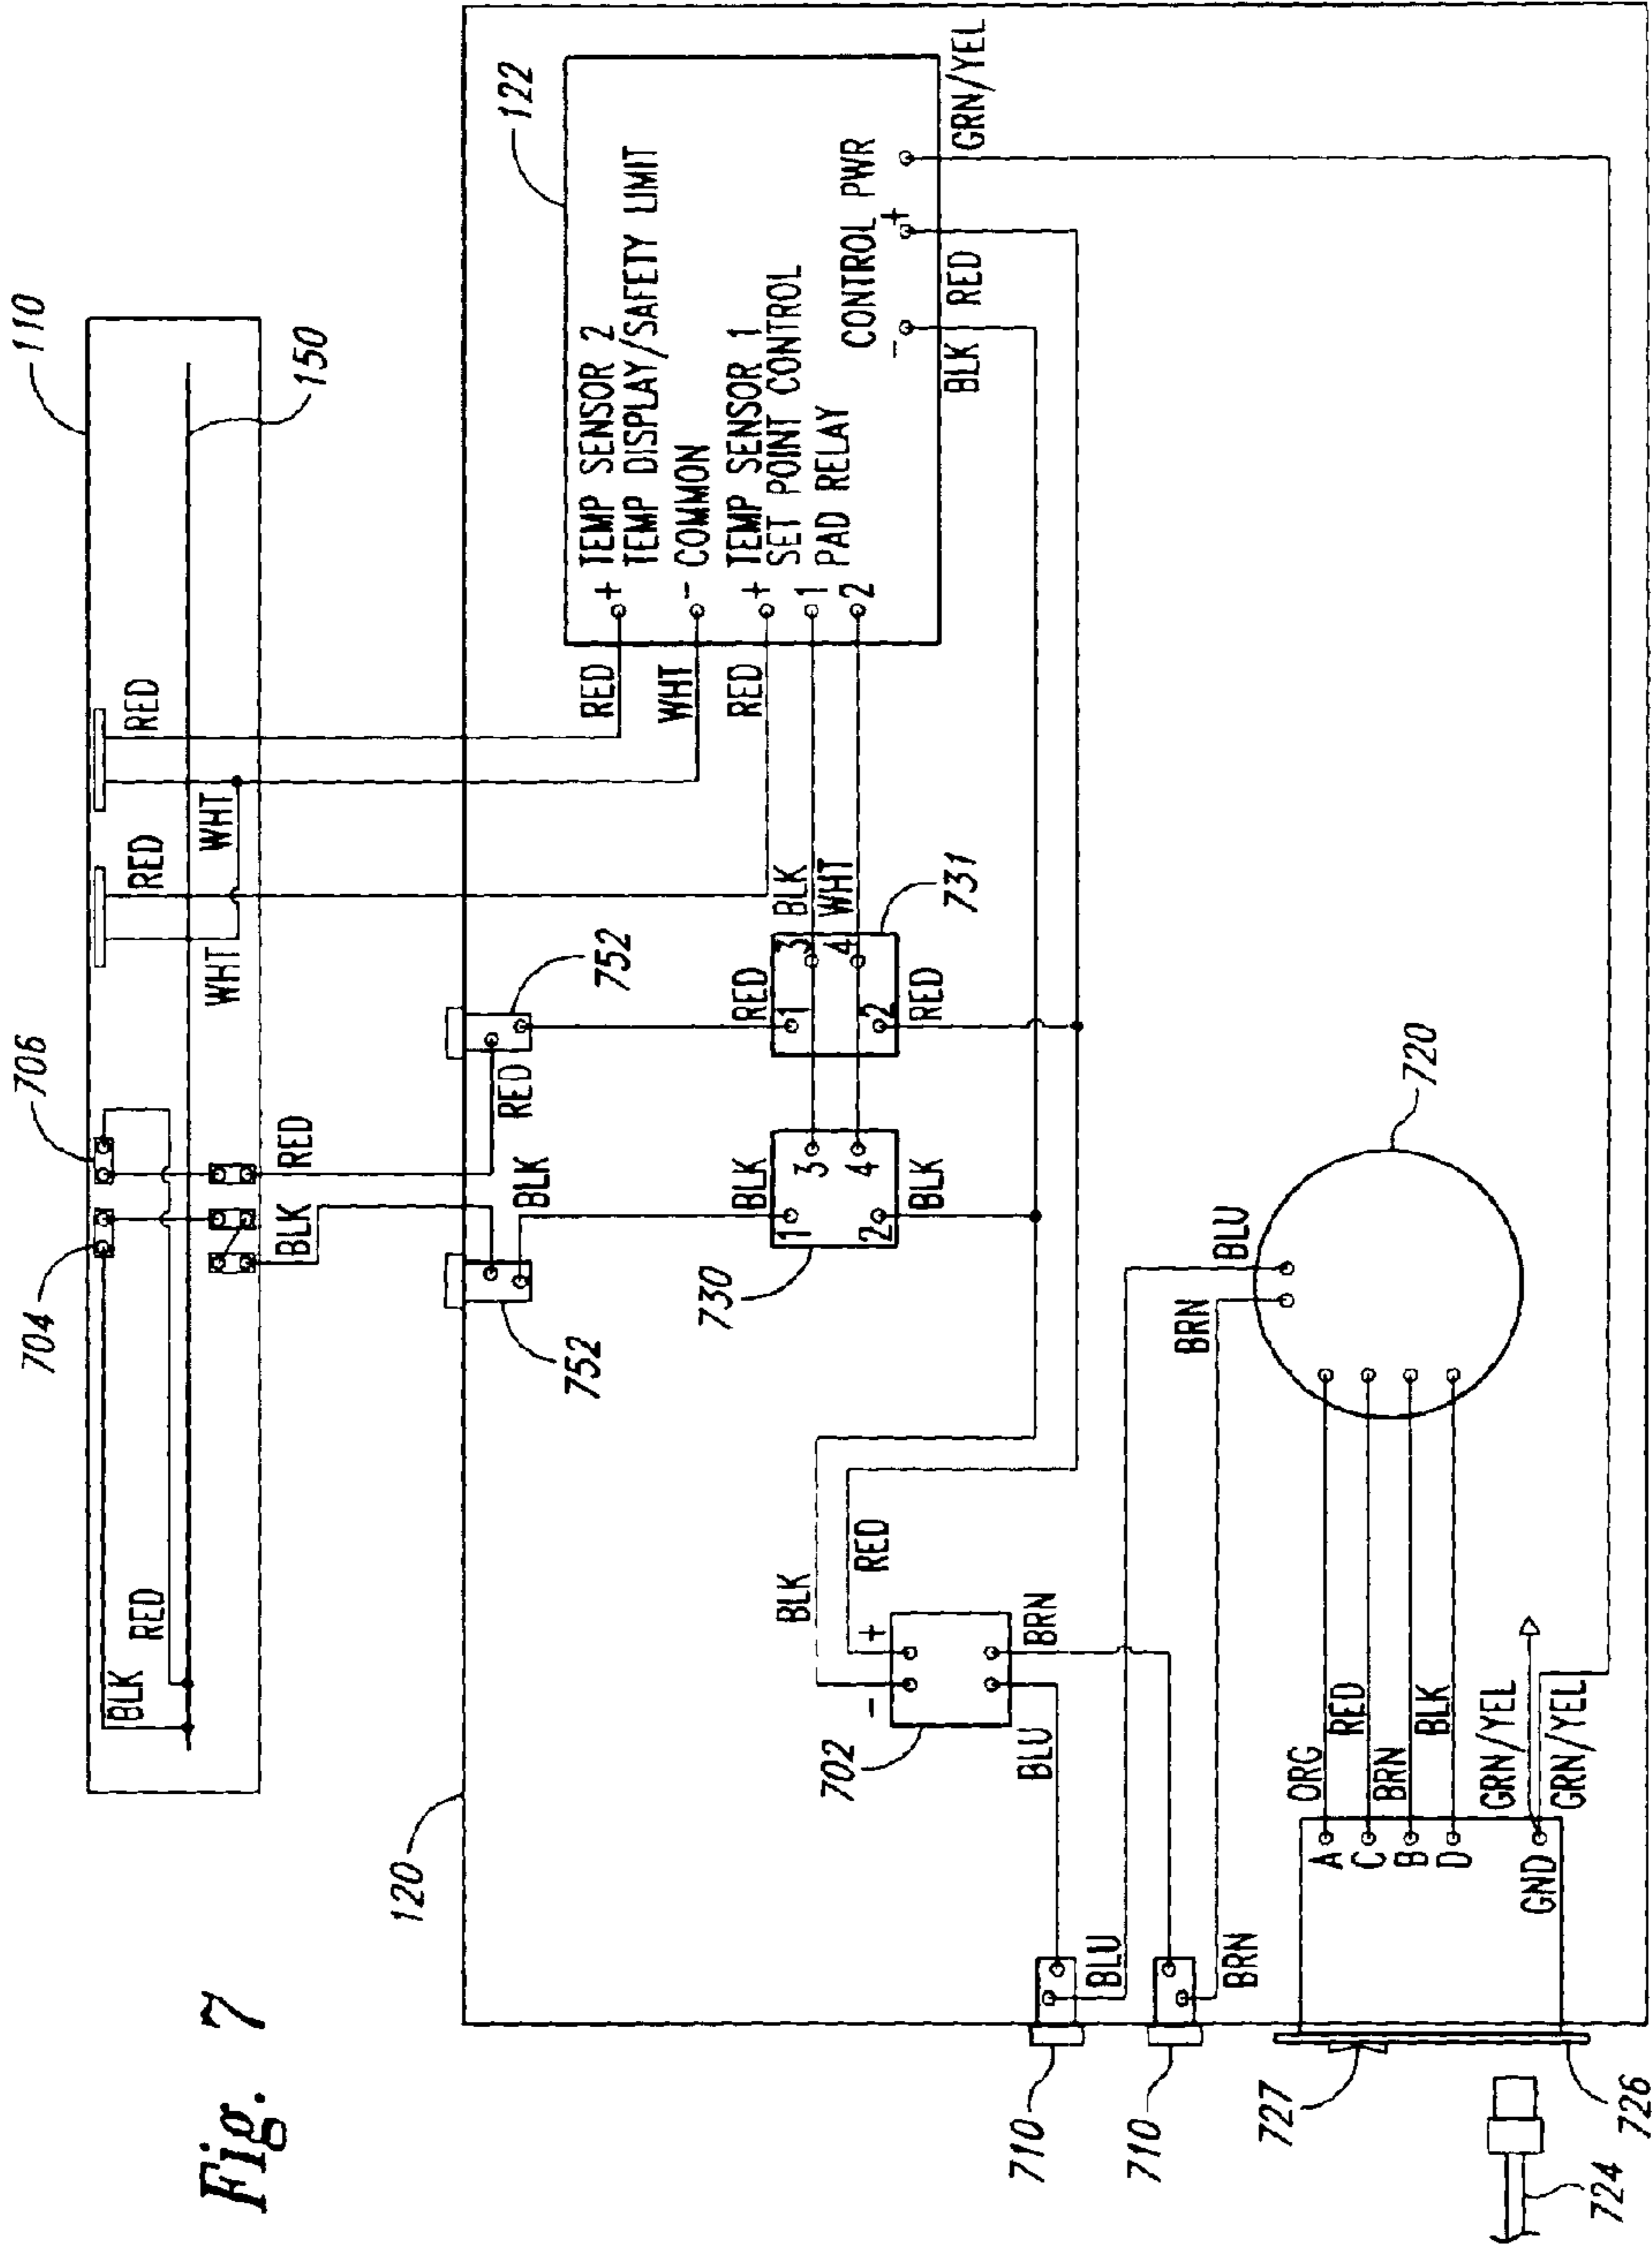 Fig. 7
110
150
704
706
BLK
RED
BLK
RED
WHT
RED
WHT
RED
120
122
752
752
BLK
RED
RED
WHT
RED
+ TEMP SENSOR 2
TEMP DISPLAY/SAFETY LIMIT
- COMMON
+ TEMP SENSOR 1
SET POINT CONTROL
1 PAD RELAY
2
CONTROL PWR
- +
BLK
RED
GRN/YEL
BLK
RED
BLK
WHT
1
3
2
4
1
3
2
4
BLK
RED
730
731
BLK
RED
- +
702
BLU
BRN
BLU
BRN
710
710
BRN
BLU
720
A
C
B
D
GND
ORG
RED
BRN
BLK
GRN/YEL
GRN/YEL
727
726
724